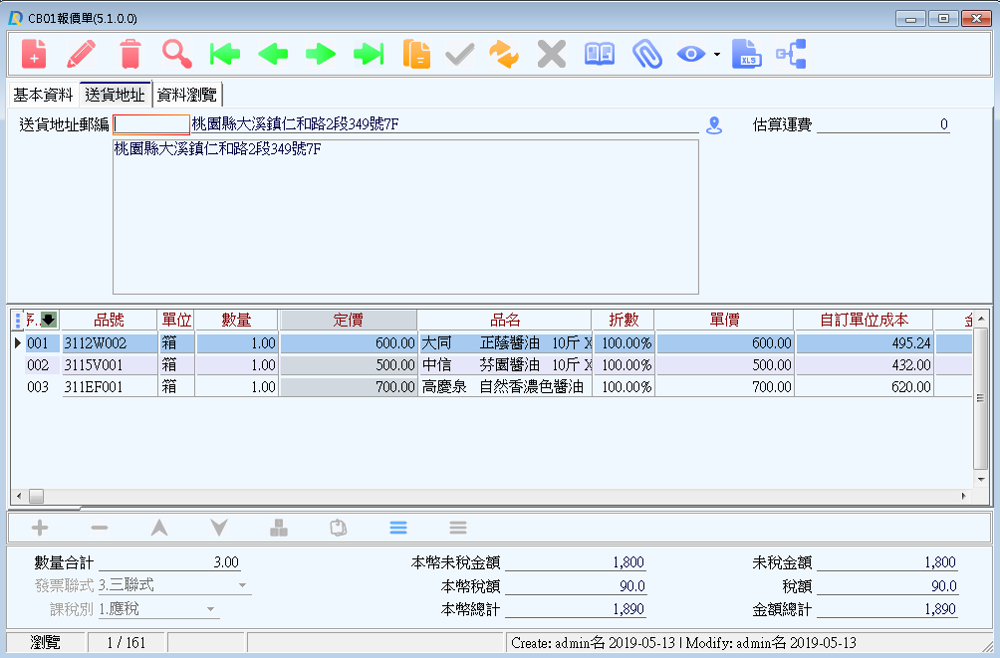 CB01報價單(5.1.0.0)
XLS
基本資料 送貨地址 資料瀏覽
送貨地址郵編 桃園縣大溪鎮仁和路2段349號7F 估算運費 0
桃園縣大溪鎮仁和路2段349號7F
品號 單位 數量 定價 品名 折數 單價 自訂單位成本
001 3112W002 箱 1.00 600.00 大同 正蔭醬油 10斤 X 100.00% 600.00 495.24
002 3115V001 箱 1.00 500.00 中信 芬園醬油 10斤 X 100.00% 500.00 432.00
003 311EF001 箱 1.00 700.00 高慶泉 自然香濃色醬油 100.00% 700.00 620.00
數量合計 3.00 本幣未稅金額 1,800 未稅金額 1,800
發票聯式 3.三聯式 本幣稅額 90.0 稅額 90.0
課稅別 1.應稅 本幣總計 1,890 金額總計 1,890
瀏覽 1 / 161 Create: admin名 2019-05-13 | Modify: admin名 2019-05-13